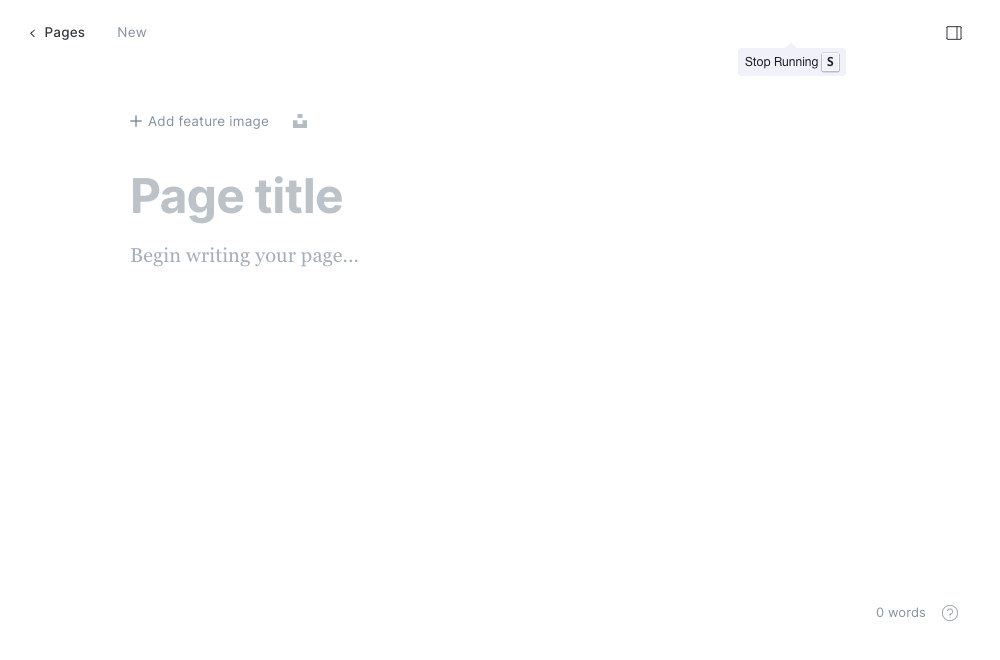 Pages New
Stop Running S
Add feature image
Page title
Begin writing your page...
0 words ?